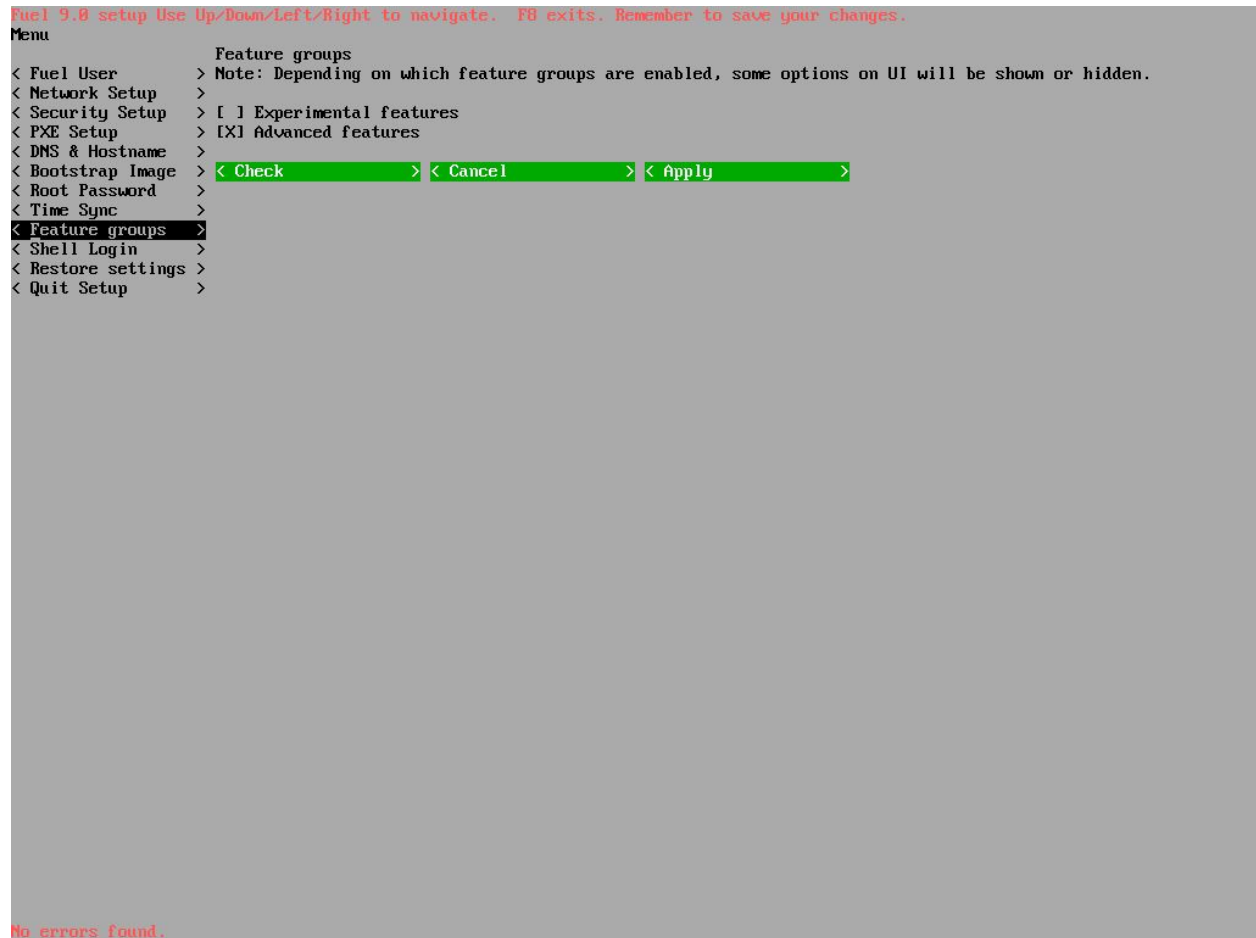 Fuel 9.0 setup Use Up/Down/Left/Right to navigate.  F8 exits. Remember to save your changes.
Menu
Feature groups
< Fuel User > Note: Depending on which feature groups are enabled, some options on UI will be shown or hidden.
< Network Setup >
< Security Setup > [ ] Experimental features
< PXE Setup > [X] Advanced features
< DNS & Hostname >
< Bootstrap Image > < Check > < Cancel > < Apply >
< Root Password >
< Time Sync >
< Feature groups >
< Shell Login >
< Restore settings >
< Quit Setup >
No errors found.